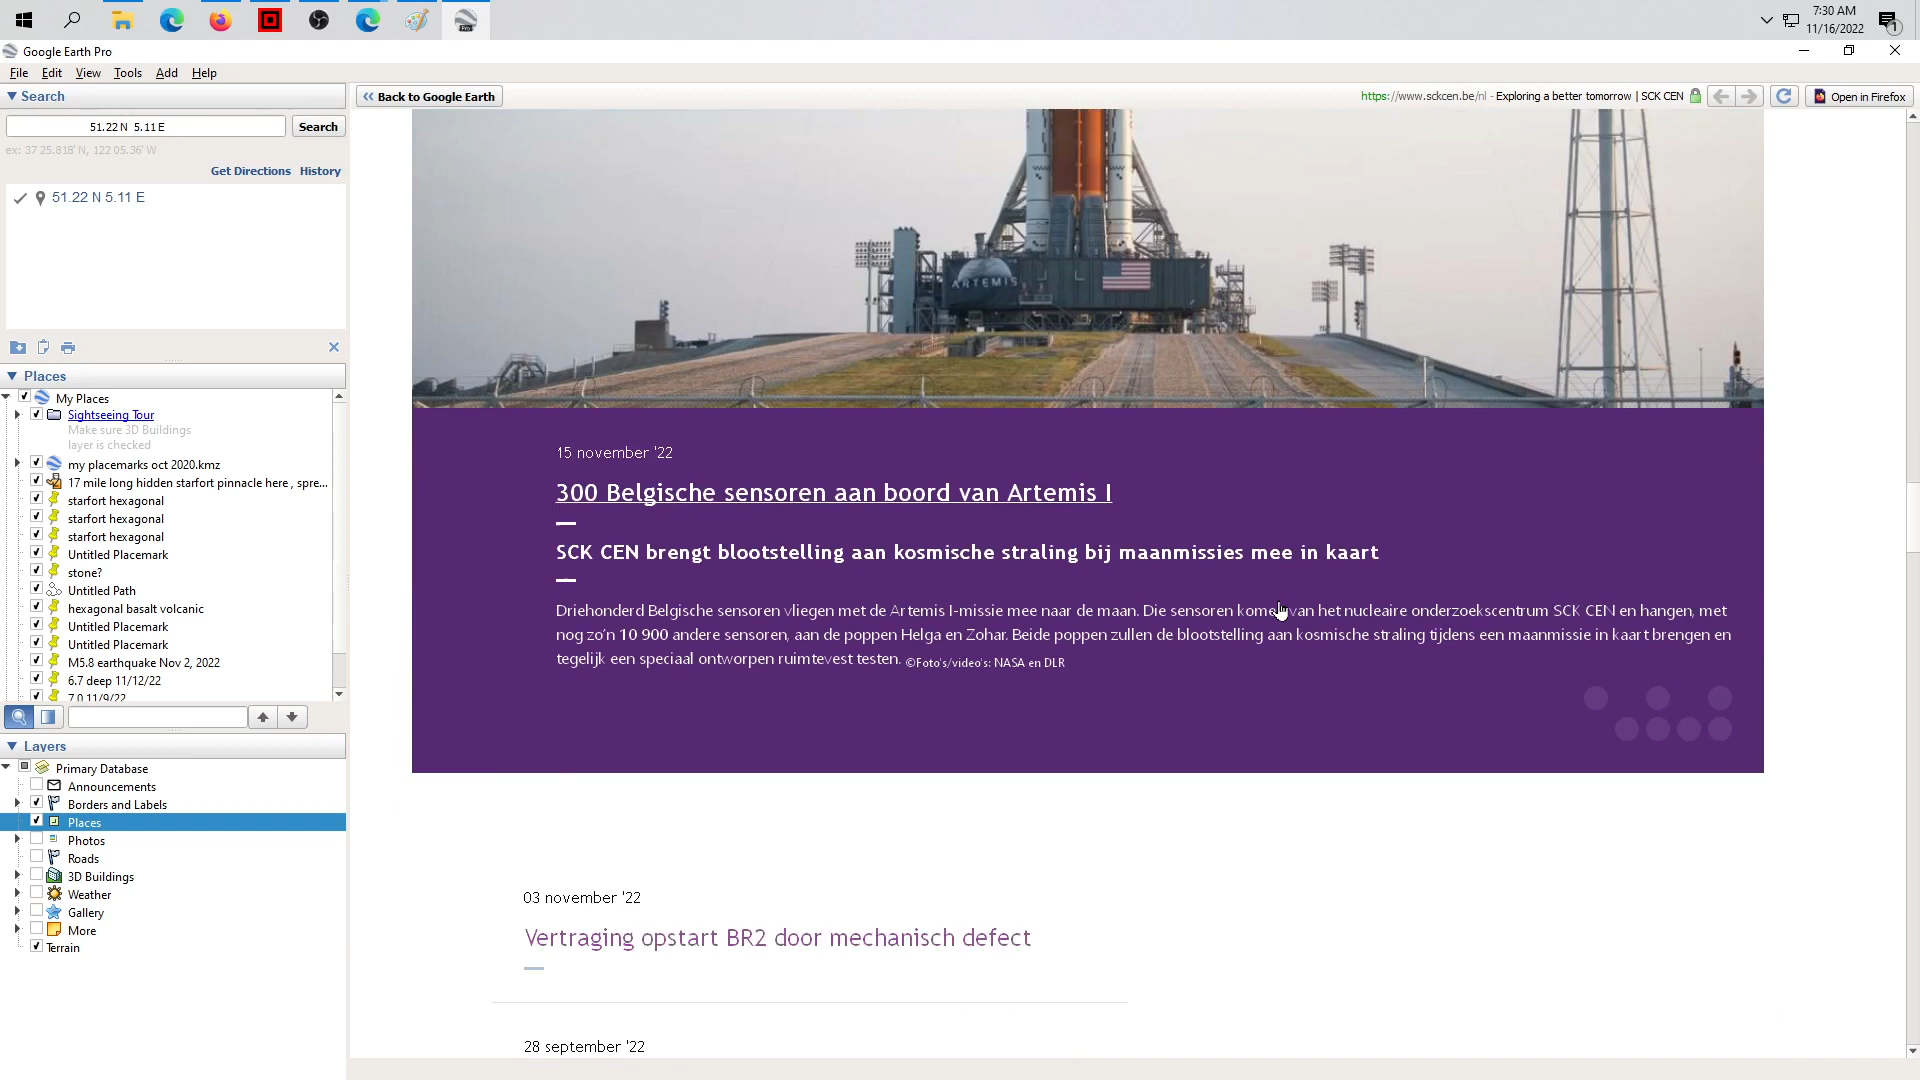 7:30 AM
11/16/2022
1
Google Earth Pro
File Edit View Tools Add Help
Search
51.22 N 5.11 E
Search
ex: 37 25.818' N, 122 05.36' W
Get Directions History
51.22 N 5.11 E
Places
My Places
Sightseeing Tour
Make sure 3D Buildings
layer is checked
my placemarks oct 2020.kmz
17 mile long hidden starfort pinnacle here , spre...
starfort hexagonal
starfort hexagonal
starfort hexagonal
Untitled Placemark
stone?
Untitled Path
hexagonal basalt volcanic
Untitled Placemark
Untitled Placemark
M5.8 earthquake Nov 2, 2022
6.7 deep 11/12/22
7.0 11/9/22
Layers
Primary Database
Announcements
Borders and Labels
Places
Photos
Roads
3D Buildings
Weather
Gallery
More
Terrain
Back to Google Earth
https://www.sckcen.be/nl - Exploring a better tomorrow | SCK CEN
Open in Firefox
ARTEMIS
15 november '22
300 Belgische sensoren aan boord van Artemis I
SCK CEN brengt blootstelling aan kosmische straling bij maanmissies mee in kaart
Driehonderd Belgische sensoren vliegen met de Artemis I-missie mee naar de maan. Die sensoren komen van het nucleaire onderzoekscentrum SCK CEN en hangen, met
nog zo'n 10 900 andere sensoren, aan de poppen Helga en Zohar. Beide poppen zullen de blootstelling aan kosmische straling tijdens een maanmissie in kaart brengen en
tegelijk een speciaal ontworpen ruimtevest testen. ©Foto's/video's: NASA en DLR
03 november '22
Vertraging opstart BR2 door mechanisch defect
28 september '22